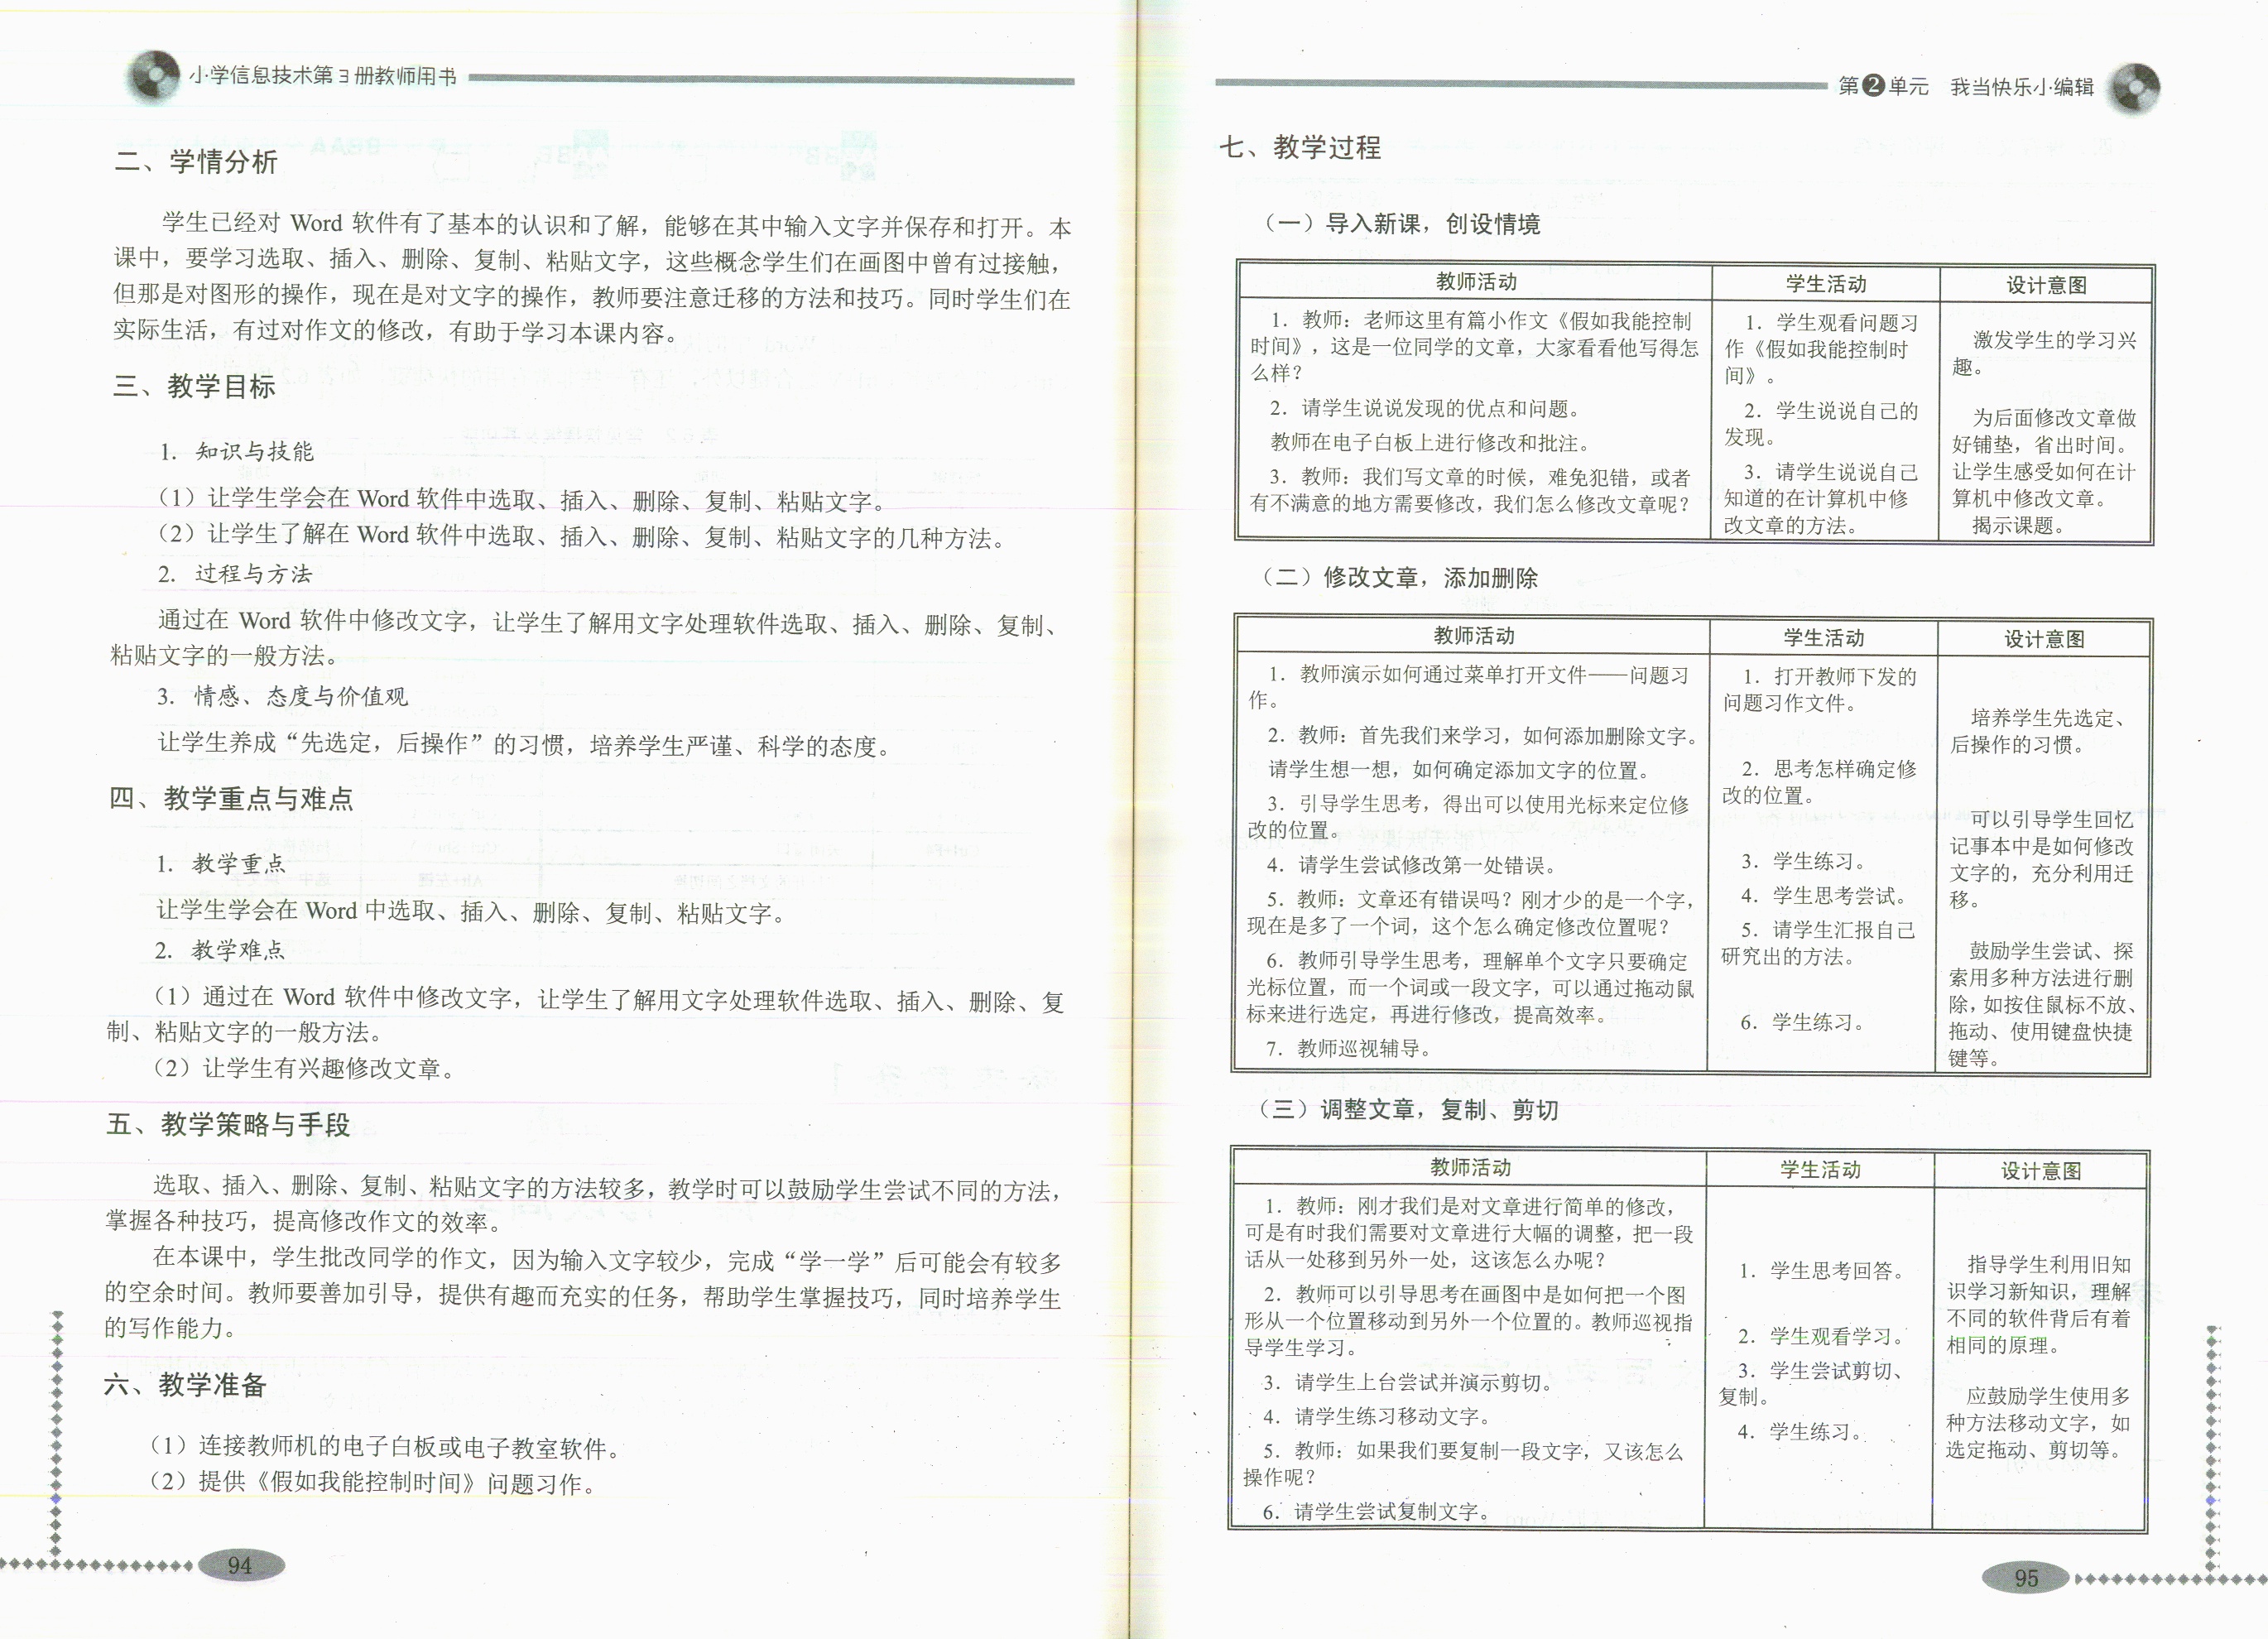 小学信息技术第3册教师用书
二、学情分析
学生已经对 Word 软件有了基本的认识和了解，能够在其中输入文字并保存和打开。本
课中，要学习选取、插入、删除、复制、粘贴文字，这些概念学生们在画图中曾有过接触，
但那是对图形的操作，现在是对文字的操作，教师要注意迁移的方法和技巧。同时学生们在
实际生活，有过对作文的修改，有助于学习本课内容。
三、教学目标
1. 知识与技能
（1）让学生学会在 Word 软件中选取、插入、删除、复制、粘贴文字。
（2）让学生了解在 Word 软件中选取、插入、删除、复制、粘贴文字的几种方法。
2. 过程与方法
通过在 Word 软件中修改文字，让学生了解用文字处理软件选取、插入、删除、复制、
粘贴文字的一般方法。
3. 情感、态度与价值观
让学生养成“先选定，后操作”的习惯，培养学生严谨、科学的态度。
四、教学重点与难点
1. 教学重点
让学生学会在 Word 中选取、插入、删除、复制、粘贴文字。
2. 教学难点
（1）通过在 Word 软件中修改文字，让学生了解用文字处理软件选取、插入、删除、复
制、粘贴文字的一般方法。
（2）让学生有兴趣修改文章。
五、教学策略与手段
选取、插入、删除、复制、粘贴文字的方法较多，教学时可以鼓励学生尝试不同的方法，
掌握各种技巧，提高修改作文的效率。
在本课中，学生批改同学的作文，因为输入文字较少，完成“学一学”后可能会有较多
的空余时间。教师要善加引导，提供有趣而充实的任务，帮助学生掌握技巧，同时培养学生
的写作能力。
六、教学准备
（1）连接教师机的电子白板或电子教室软件。
（2）提供《假如我能控制时间》问题习作。
94
第2单元 我当快乐小编辑
七、教学过程
（一）导入新课，创设情境
教师活动
学生活动
设计意图
1. 教师：老师这里有篇小作文《假如我能控制
时间》，这是一位同学的文章，大家看看他写得怎
么样？
2. 请学生说说发现的优点和问题。
教师在电子白板上进行修改和批注。
3. 教师：我们写文章的时候，难免犯错，或者
有不满意的地方需要修改，我们怎么修改文章呢？
1. 学生观看问题习
作《假如我能控制时
间》。
2. 学生说说自己的
发现。
3. 请学生说说自己
知道的在计算机中修
改文章的方法。
激发学生的学习兴
趣。
为后面修改文章做
好铺垫，省出时间。
让学生感受如何在计
算机中修改文章。
揭示课题。
（二）修改文章，添加删除
教师活动
学生活动
设计意图
1. 教师演示如何通过菜单打开文件——问题习
作。
2. 教师：首先我们来学习，如何添加删除文字。
请学生想一想，如何确定添加文字的位置。
3. 引导学生思考，得出可以使用光标来定位修
改的位置。
4. 请学生尝试修改第一处错误。
5. 教师：文章还有错误吗？刚才少的是一个字，
现在是多了一个词，这个怎么确定修改位置呢？
6. 教师引导学生思考，理解单个文字只要确定
光标位置，而一个词或一段文字，可以通过拖动鼠
标来进行选定，再进行修改，提高效率。
7. 教师巡视辅导。
1. 打开教师下发的
问题习作文件。
2. 思考怎样确定修
改的位置。
3. 学生练习。
4. 学生思考尝试。
5. 请学生汇报自己
研究出的方法。
6. 学生练习。
培养学生先选定、
后操作的习惯。
可以引导学生回忆
记事本中是如何修改
文字的，充分利用迁
移。
鼓励学生尝试、探
索用多种方法进行删
除，如按住鼠标不放、
拖动、使用键盘快捷
键等。
（三）调整文章，复制、剪切
教师活动
学生活动
设计意图
1. 教师：刚才我们是对文章进行简单的修改，
可是有时我们需要对文章进行大幅的调整，把一段
话从一处移到另外一处，这该怎么办呢？
2. 教师可以引导思考在画图中是如何把一个图
形从一个位置移动到另外一个位置的。教师巡视指
导学生学习。
3. 请学生上台尝试并演示剪切。
4. 请学生练习移动文字。
5. 教师：如果我们要复制一段文字，又该怎么
操作呢？
6. 请学生尝试复制文字。
1. 学生思考回答。
2. 学生观看学习。
3. 学生尝试剪切、
复制。
4. 学生练习。
指导学生利用旧知
识学习新知识，理解
不同的软件背后有着
相同的原理。
应鼓励学生使用多
种方法移动文字，如
选定拖动、剪切等。
95